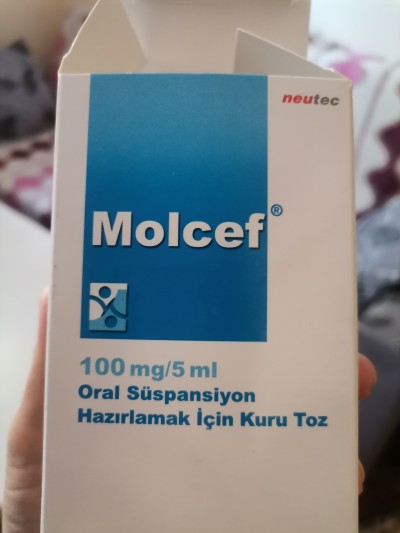 neutec
Molcef®
100 mg/5 ml
Oral Süspansiyon
Hazırlamak İçin Kuru Toz